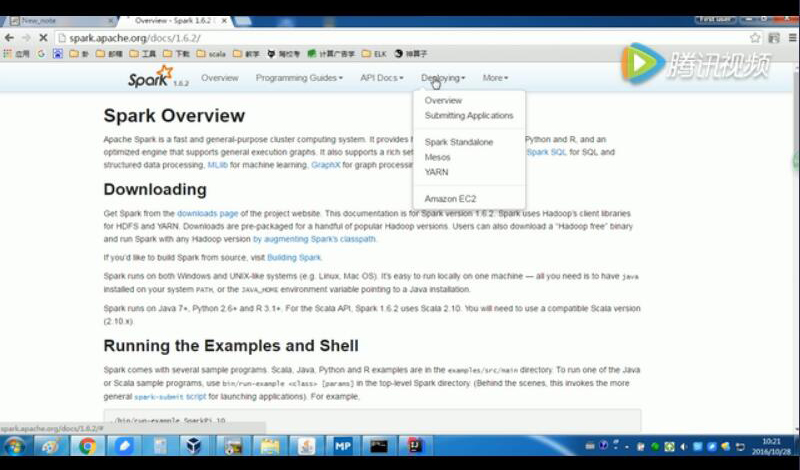 New_note
Overview - Spark 1.6.2
First user
spark.apache.org/docs/1.6.2/
应用
G
邮
邮箱
工具
下载
scala
教学
计算广告学
ELK
神算子
腾讯视频
Spark 1.6.2
Overview
Programming Guides
API Docs
Deploying
More
Overview
Submitting Applications
Spark Standalone
Mesos
YARN
Amazon EC2
Spark Overview
Apache Spark is a fast and general-purpose cluster computing system. It provides Python and R, and an
optimized engine that supports general execution graphs. It also supports a rich set Spark SQL for SQL and
structured data processing, MLlib for machine learning, GraphX for graph processing
Downloading
Get Spark from the downloads page of the project website. This documentation is for Spark version 1.6.2. Spark uses Hadoop's client libraries
for HDFS and YARN. Downloads are pre-packaged for a handful of popular Hadoop versions. Users can also download a "Hadoop free" binary
and run Spark with any Hadoop version by augmenting Spark's classpath.
If you'd like to build Spark from source, visit Building Spark.
Spark runs on both Windows and UNIX-like systems (e.g. Linux, Mac OS). It's easy to run locally on one machine — all you need is to have java
installed on your system PATH, or the JAVA_HOME environment variable pointing to a Java installation.
Spark runs on Java 7+, Python 2.6+ and R 3.1+. For the Scala API, Spark 1.6.2 uses Scala 2.10. You will need to use a compatible Scala version
(2.10.x).
Running the Examples and Shell
Spark comes with several sample programs. Scala, Java, Python and R examples are in the examples/src/main directory. To run one of the Java
or Scala sample programs, use bin/run-example <class> [params] in the top-level Spark directory. (Behind the scenes, this invokes the more
general spark-submit script for launching applications). For example,
./bin/run-example SparkPi 10
spark.apache.org/docs/1.6.2/#
MP
10:21
2016/10/28